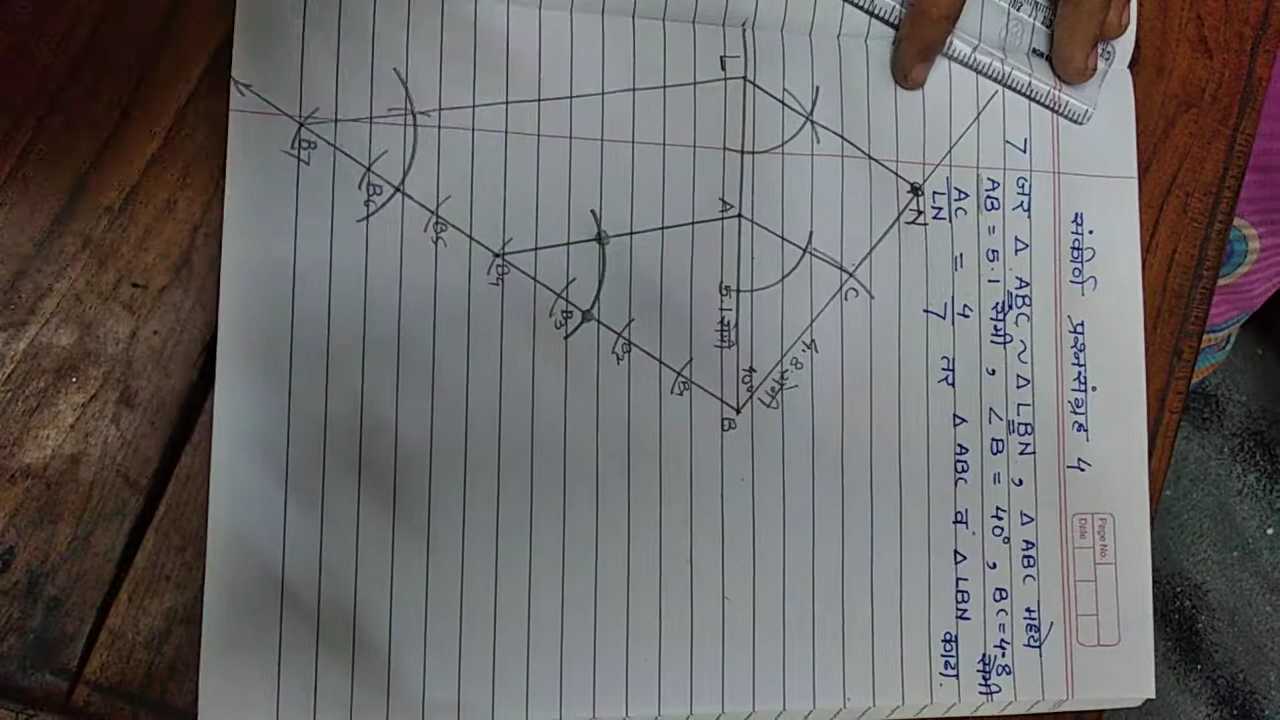 संकीर्ण प्रश्नसंग्रह 4
Page No.
Date
7 जर Δ ABC ~ Δ LBN , Δ ABC मध्ये
AB = 5.1 सेमी , ∠B = 40° , BC = 4.8 सेमी
AC/LN = 4/7 तर Δ ABC व Δ LBN काढा.
N
C
4.8 सेमी
40°
L
A
5.1 सेमी
B
B1
B2
B3
B4
B5
B6
B7